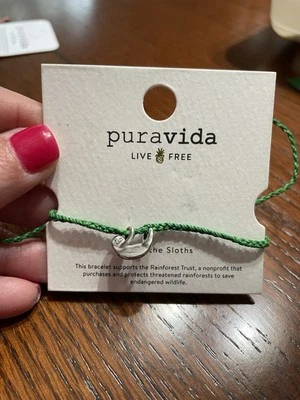 puravida
LIVE FREE
the Sloths
This bracelet supports the Rainforest Trust, a nonprofit that
purchases and protects threatened rainforests to save
endangered wildlife.